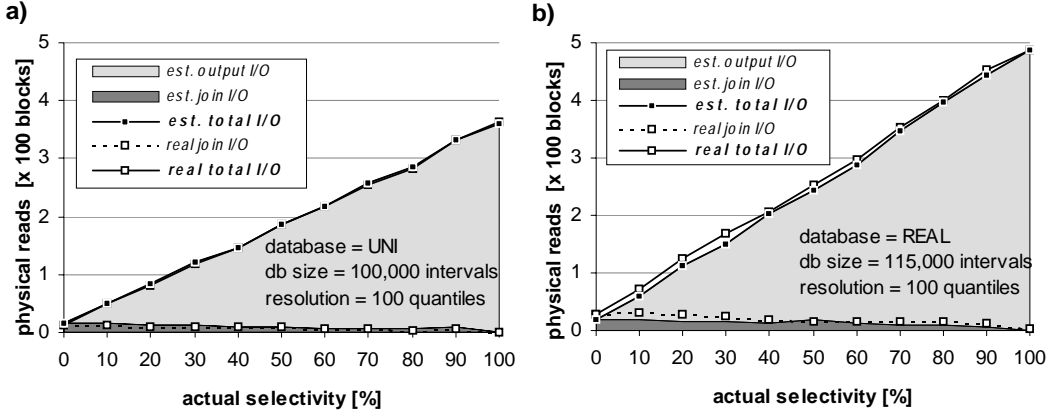 a)
physical reads [x 100 blocks]
5
4
3
2
1
0
est. output I/O
est. join I/O
est. total I/O
real join I/O
real total I/O
database = UNI
db size = 100,000 intervals
resolution = 100 quantiles
0 10 20 30 40 50 60 70 80 90 100
actual selectivity [%]
b)
physical reads [x 100 blocks]
5
4
3
2
1
0
est. output I/O
est. join I/O
est. total I/O
real join I/O
real total I/O
database = REAL
db size = 115,000 intervals
resolution = 100 quantiles
0 10 20 30 40 50 60 70 80 90 100
actual selectivity [%]